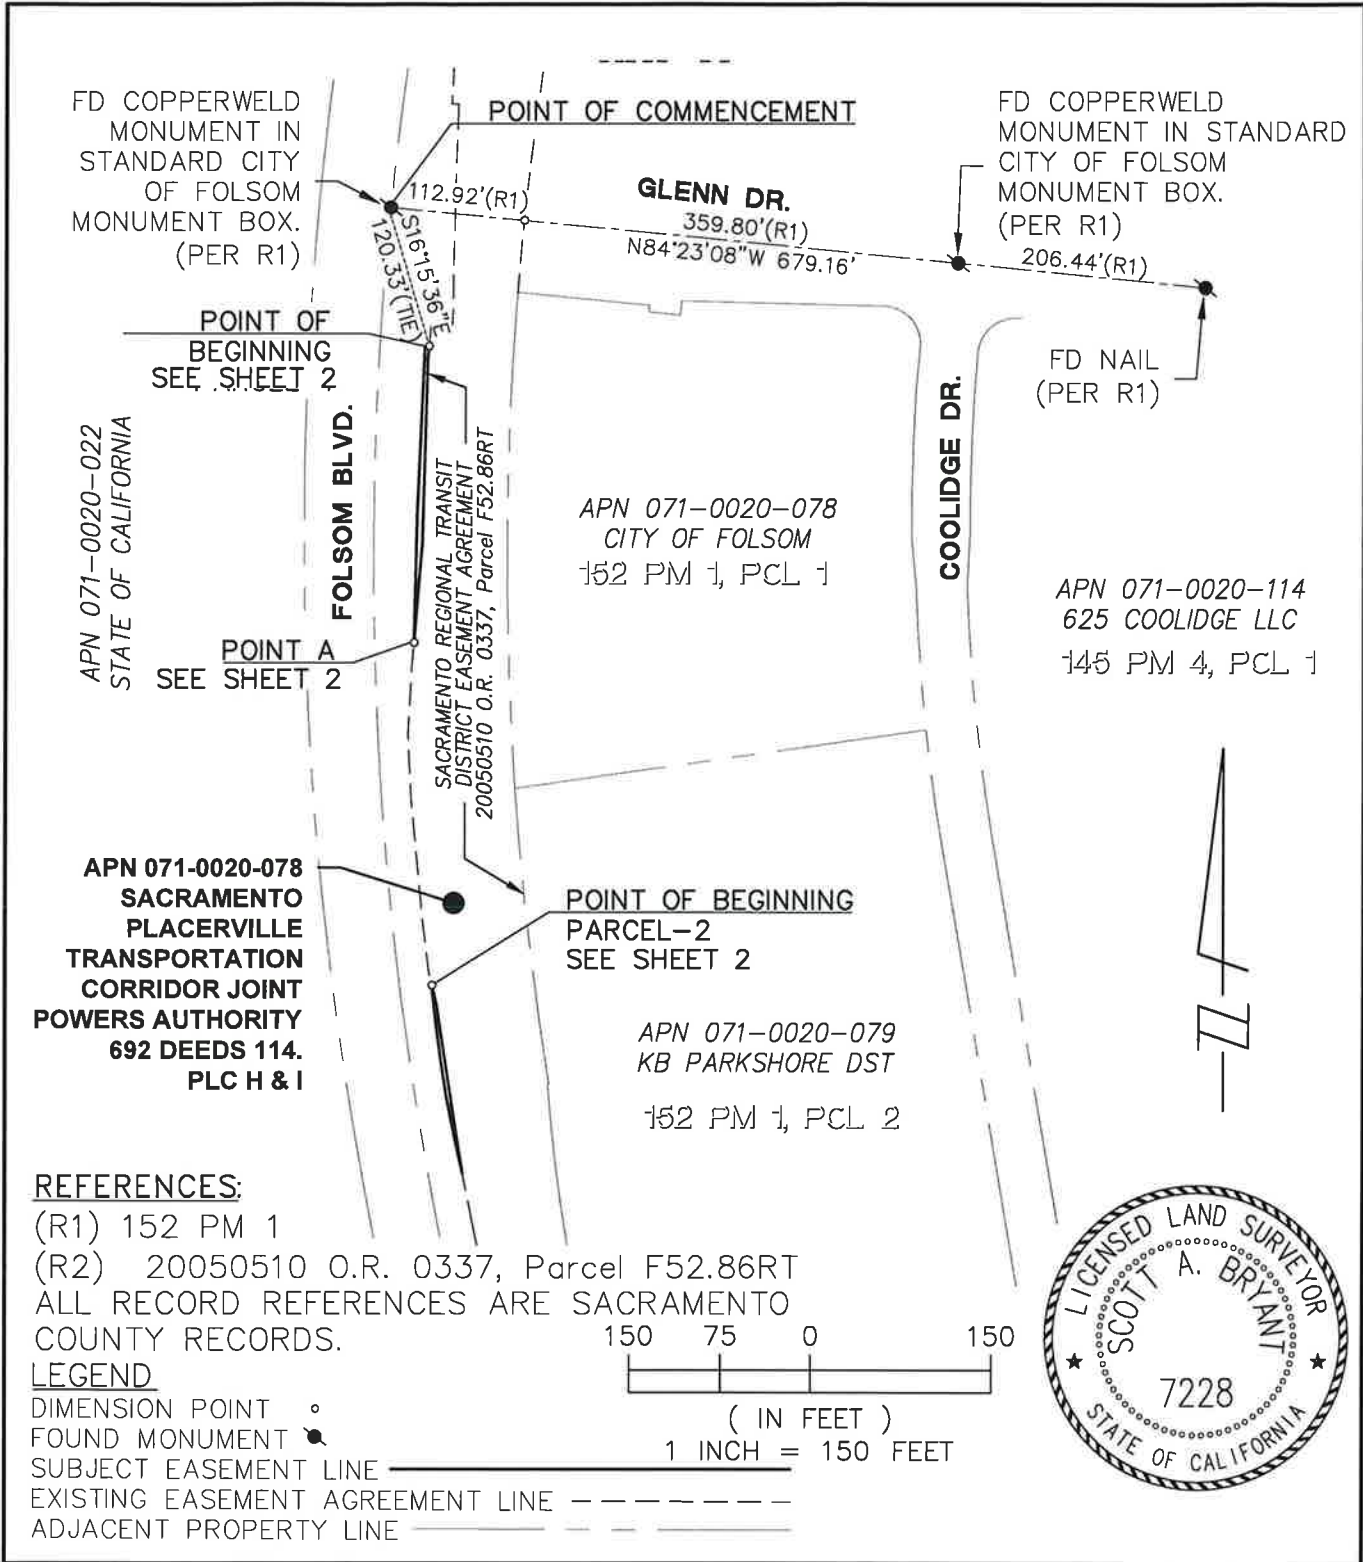 FD COPPERWELD
MONUMENT IN
STANDARD CITY
OF FOLSOM
MONUMENT BOX.
(PER R1)
POINT OF COMMENCEMENT
FD COPPERWELD
MONUMENT IN STANDARD
CITY OF FOLSOM
MONUMENT BOX.
(PER R1)
112.92'(R1)
GLENN DR.
359.80'(R1)
N84°23'08"W 679.16'
206.44'(R1)
S16°15'36"E
120.33'(TIE)
FD NAIL
(PER R1)
POINT OF
BEGINNING
SEE SHEET 2
APN 071-0020-022
STATE OF CALIFORNIA
FOLSOM BLVD.
SACRAMENTO REGIONAL TRANSIT
DISTRICT EASEMENT AGREEMENT
20050510 O.R. 0337, Parcel F52.86RT
APN 071-0020-078
CITY OF FOLSOM
152 PM 1, PCL 1
COOLIDGE DR.
APN 071-0020-114
625 COOLIDGE LLC
145 PM 4, PCL 1
POINT A
SEE SHEET 2
APN 071-0020-078
SACRAMENTO
PLACERVILLE
TRANSPORTATION
CORRIDOR JOINT
POWERS AUTHORITY
692 DEEDS 114.
PLC H & I
POINT OF BEGINNING
PARCEL-2
SEE SHEET 2
APN 071-0020-079
KB PARKSHORE DST
152 PM 1, PCL 2
Z
REFERENCES:
(R1) 152 PM 1
(R2) 20050510 O.R. 0337, Parcel F52.86RT
ALL RECORD REFERENCES ARE SACRAMENTO
COUNTY RECORDS.
LEGEND
DIMENSION POINT
FOUND MONUMENT
SUBJECT EASEMENT LINE
EXISTING EASEMENT AGREEMENT LINE
ADJACENT PROPERTY LINE
150 75 0 150
( IN FEET )
1 INCH = 150 FEET
LICENSED LAND SURVEYOR
SCOTT A. BRYANT
7228
STATE OF CALIFORNIA